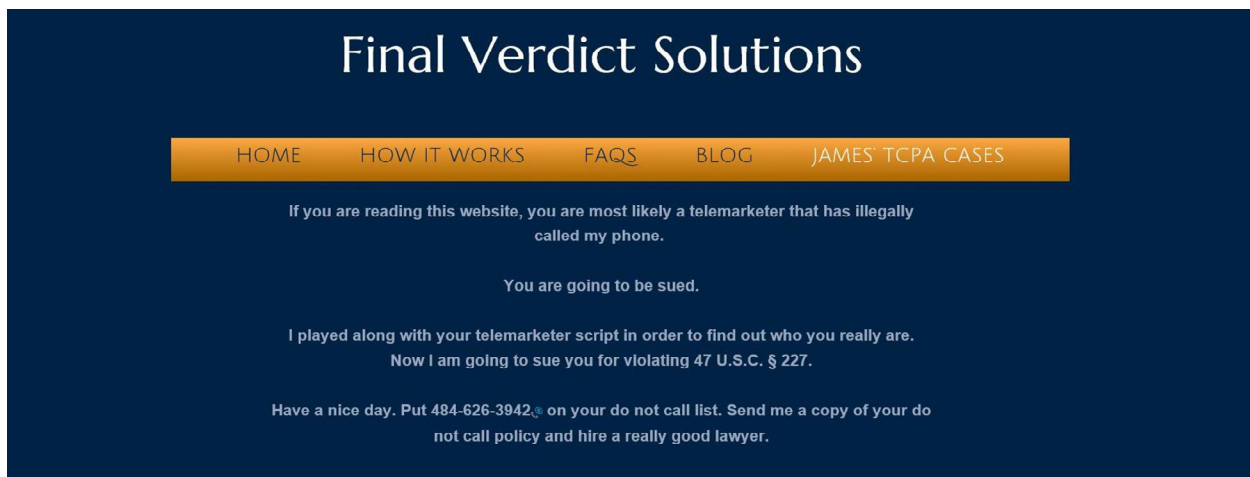 Final Verdict Solutions
HOME HOW IT WORKS FAQS BLOG JAMES' TCPA CASES
If you are reading this website, you are most likely a telemarketer that has illegally
called my phone.
You are going to be sued.
I played along with your telemarketer script in order to find out who you really are.
Now I am going to sue you for violating 47 U.S.C. § 227.
Have a nice day. Put 484-626-3942 on your do not call list. Send me a copy of your do
not call policy and hire a really good lawyer.